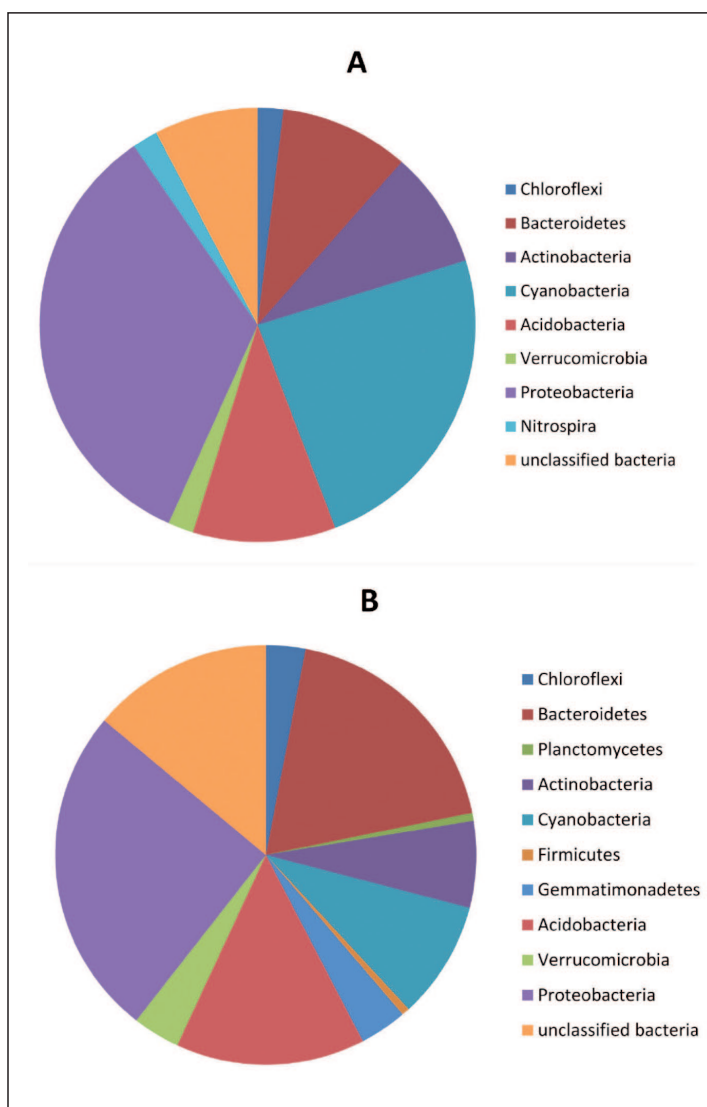 A
Chloroflexi
Bacteroidetes
Actinobacteria
Cyanobacteria
Acidobacteria
Verrucomicrobia
Proteobacteria
Nitrospira
unclassified bacteria
B
Chloroflexi
Bacteroidetes
Planctomycetes
Actinobacteria
Cyanobacteria
Firmicutes
Gemmatimonadetes
Acidobacteria
Verrucomicrobia
Proteobacteria
unclassified bacteria